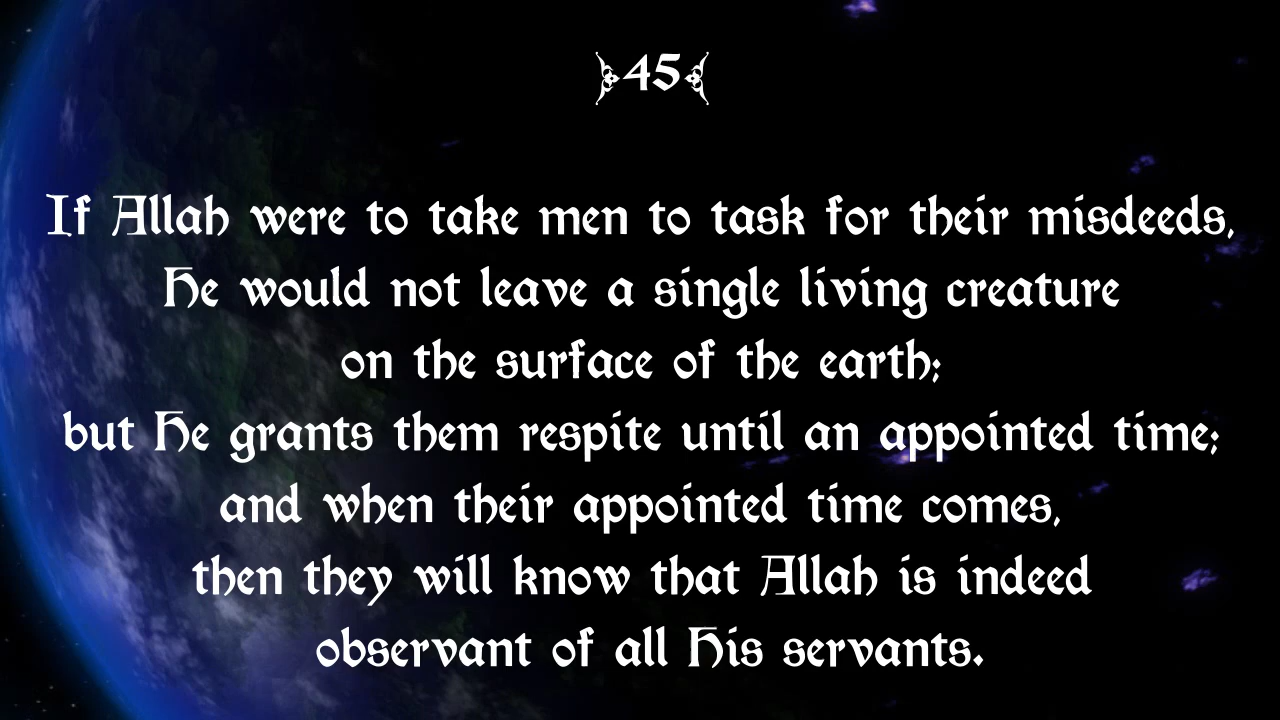 45
If Allah were to take men to task for their misdeeds,
He would not leave a single living creature
on the surface of the earth;
but He grants them respite until an appointed time;
and when their appointed time comes,
then they will know that Allah is indeed
observant of all His servants.